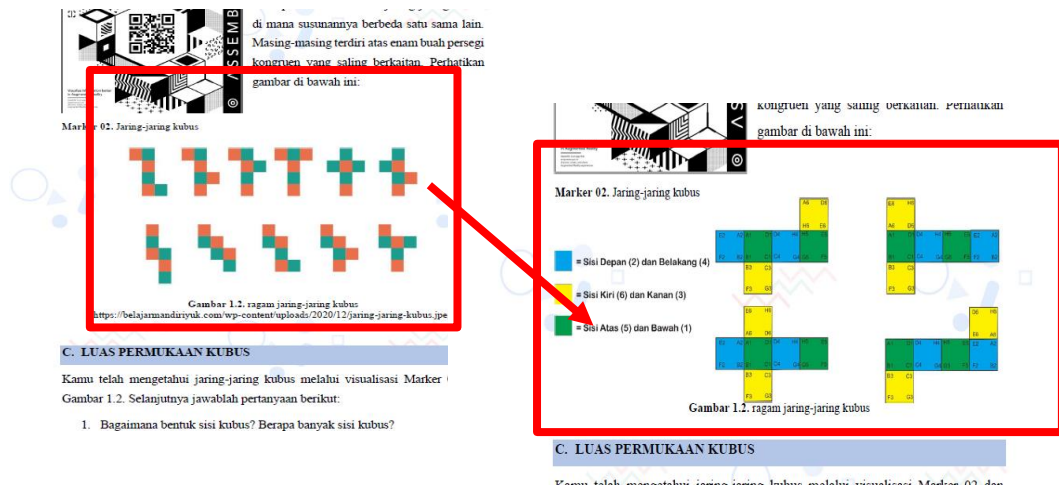 di mana susunannya berbeda satu sama lain.
Masing-masing terdiri atas enam buah persegi
kongruen yang saling berkaitan. Perhatikan
gambar di bawah ini:
Marker 02. Jaring-jaring kubus
Gambar 1.2. ragam jaring-jaring kubus
https://belajarmandiriyuk.com/wp-content/uploads/2020/12/jaring-jaring-kubus.jpe
C. LUAS PERMUKAAN KUBUS
Kamu telah mengetahui jaring-jaring kubus melalui visualisasi Marker
Gambar 1.2. Selanjutnya jawablah pertanyaan berikut:
1. Bagaimana bentuk sisi kubus? Berapa banyak sisi kubus?
kongruen yang saling berkaitan. Perhatikan
gambar di bawah ini:
Marker 02. Jaring-jaring kubus
= Sisi Depan (2) dan Belakang (4)
= Sisi Kiri (6) dan Kanan (3)
= Sisi Atas (5) dan Bawah (1)
Gambar 1.2. ragam jaring-jaring kubus
C. LUAS PERMUKAAN KUBUS
Kamu telah mengetahui jaring-jaring kubus melalui visualisasi Marker 02 dan